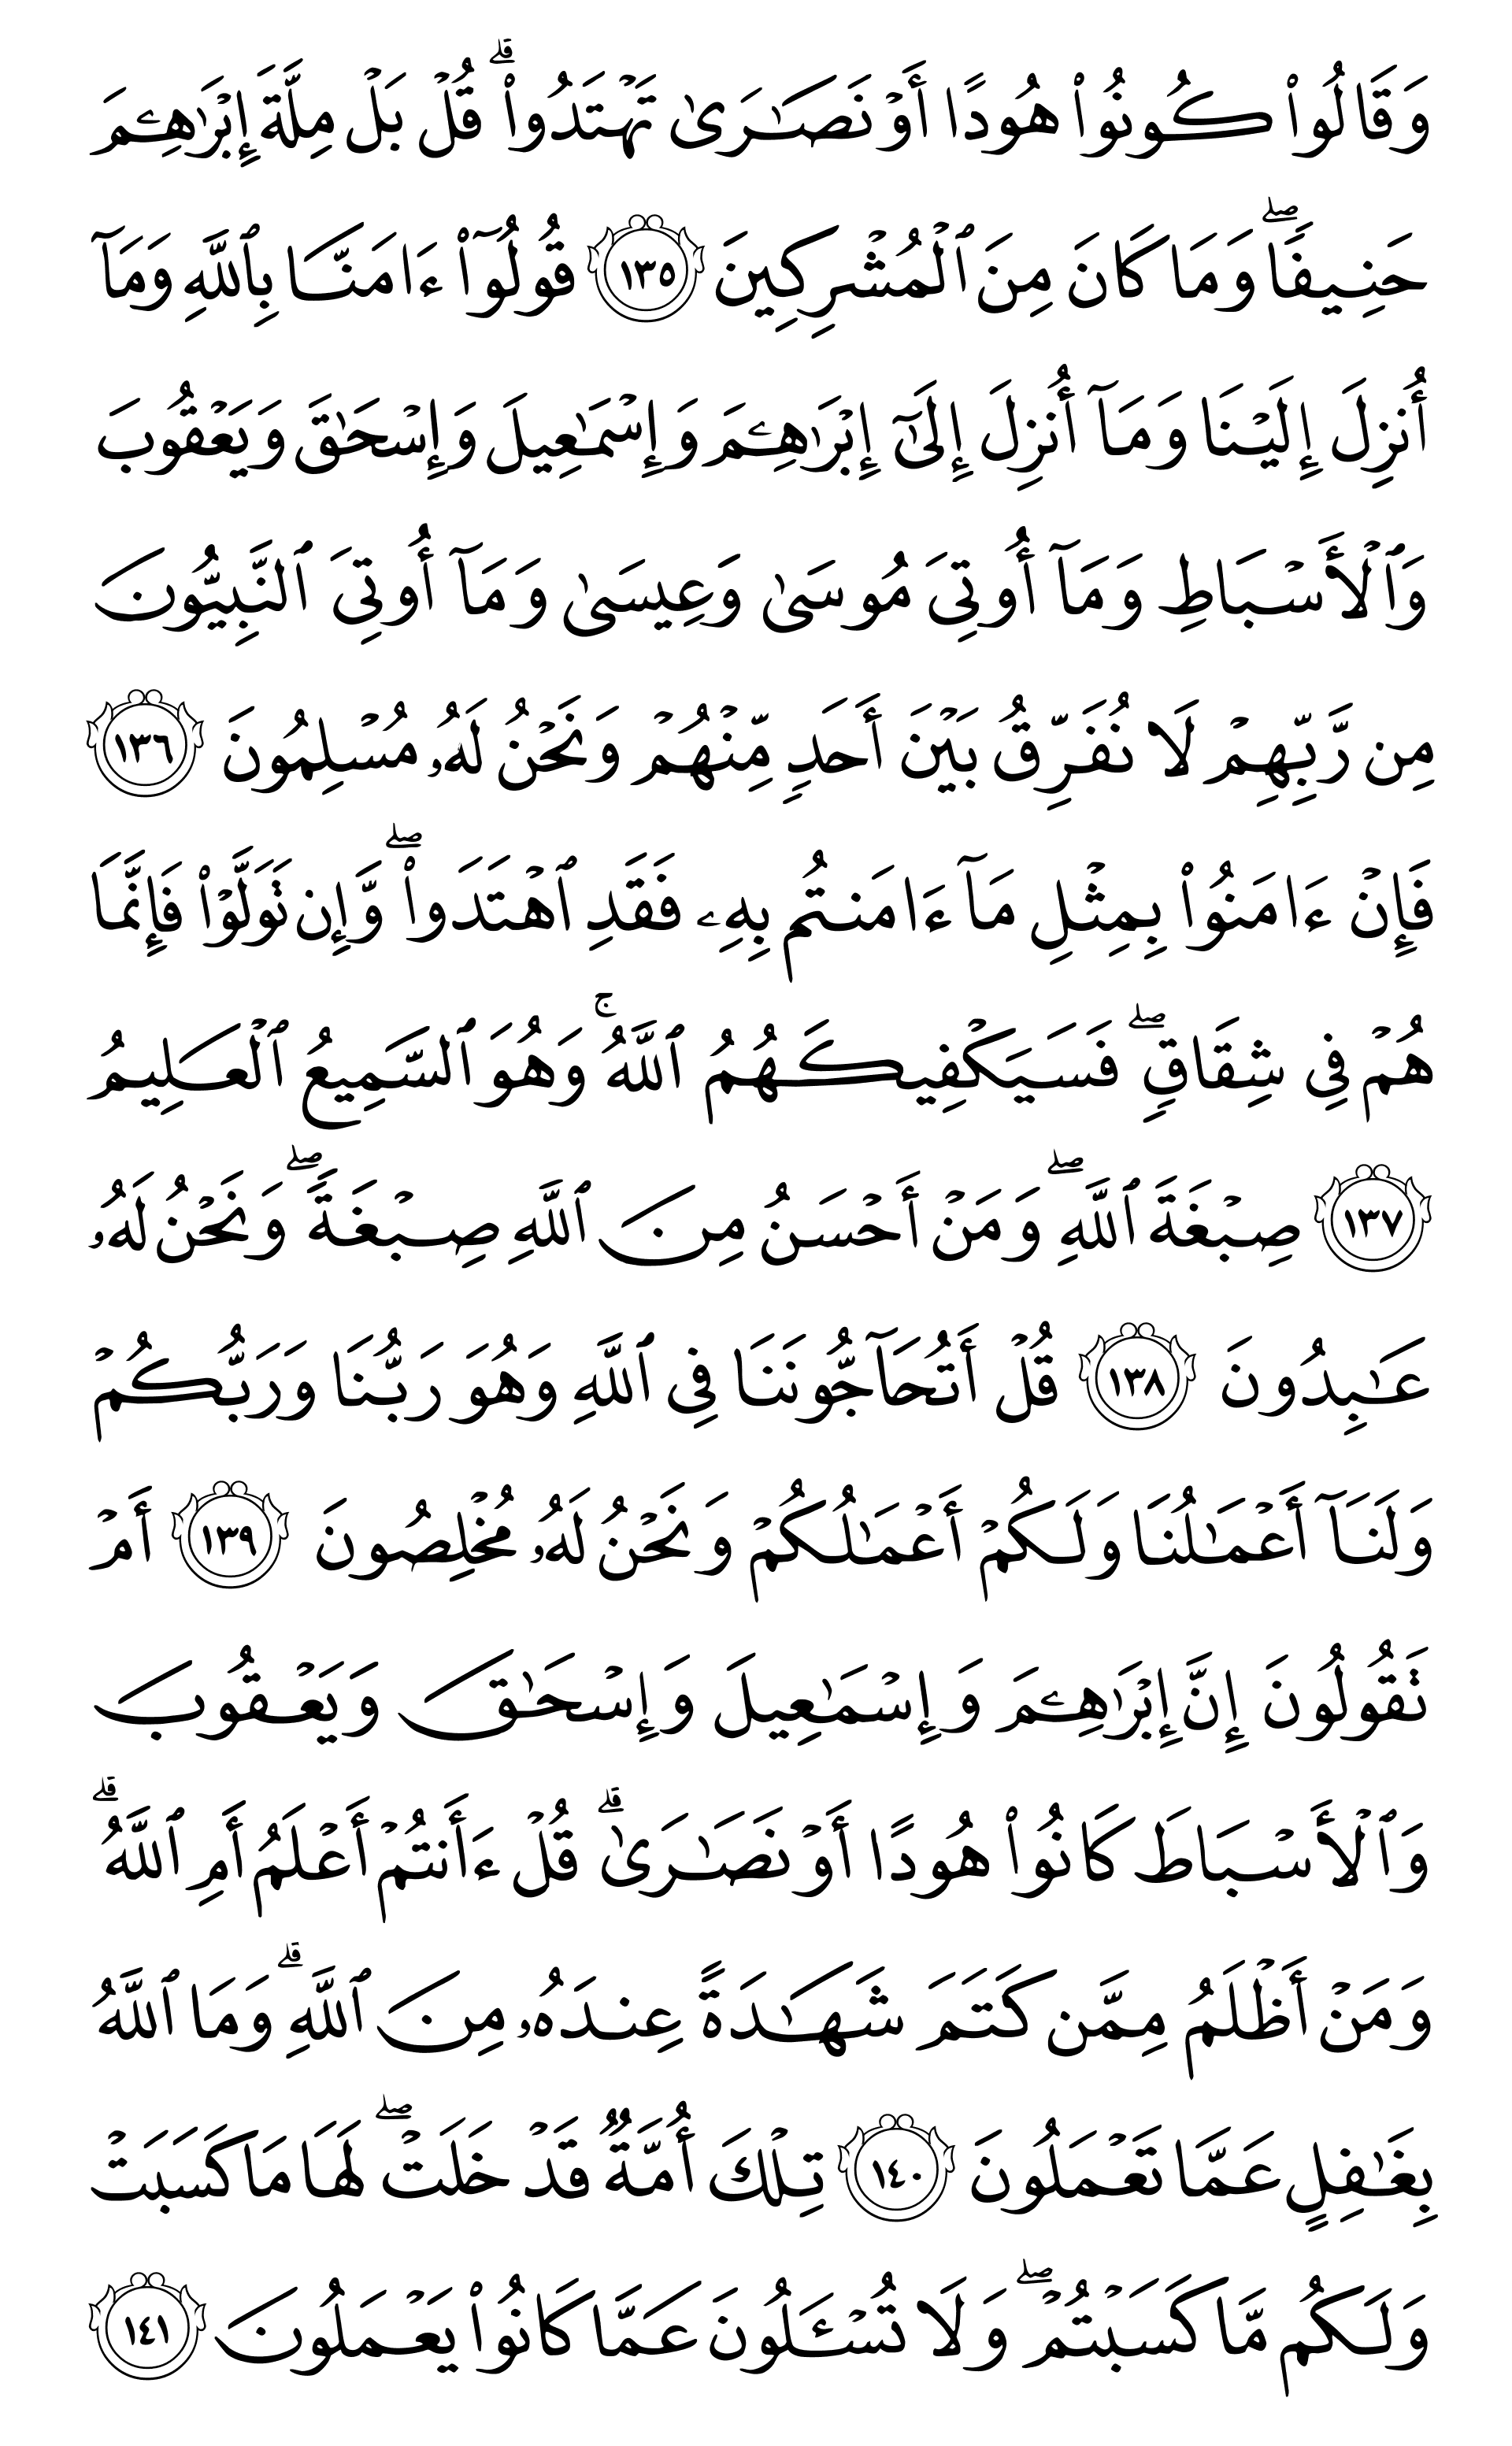 وَقَالُوا۟ كُونُوا۟ هُودًا أَوْ نَصَـٰرَىٰ تَهْتَدُوا۟ ۗ قُلْ بَلْ مِلَّةَ إِبْرَٰهِـۧمَ
حَنِيفًا ۖ وَمَا كَانَ مِنَ ٱلْمُشْرِكِينَ ١٣٥ قُولُوٓا۟ ءَامَنَّا بِٱللَّهِ وَمَآ
أُنزِلَ إِلَيْنَا وَمَآ أُنزِلَ إِلَىٰٓ إِبْرَٰهِـۧمَ وَإِسْمَـٰعِيلَ وَإِسْحَـٰقَ وَيَعْقُوبَ
وَٱلْأَسْبَاطِ وَمَآ أُوتِىَ مُوسَىٰ وَعِيسَىٰ وَمَآ أُوتِىَ ٱلنَّبِيُّونَ
مِن رَّبِّهِمْ لَا نُفَرِّقُ بَيْنَ أَحَدٍ مِّنْهُمْ وَنَحْنُ لَهُۥ مُسْلِمُونَ ١٣٦
فَإِنْ ءَامَنُوا۟ بِمِثْلِ مَآ ءَامَنتُم بِهِۦ فَقَدِ ٱهْتَدَوا۟ ۖ وَّإِن تَوَلَّوْا۟ فَإِنَّمَا
هُمْ فِى شِقَاقٍ ۖ فَسَيَكْفِيكَهُمُ ٱللَّهُ ۚ وَهُوَ ٱلسَّمِيعُ ٱلْعَلِيمُ
١٣٧ صِبْغَةَ ٱللَّهِ ۖ وَمَنْ أَحْسَنُ مِنَ ٱللَّهِ صِبْغَةً ۖ وَنَحْنُ لَهُۥ
عَـٰبِدُونَ ١٣٨ قُلْ أَتُحَآجُّونَنَا فِى ٱللَّهِ وَهُوَ رَبُّنَا وَرَبُّكُمْ
وَلَنَآ أَعْمَـٰلُنَا وَلَكُمْ أَعْمَـٰلُكُمْ وَنَحْنُ لَهُۥ مُخْلِصُونَ ١٣٩ أَمْ
تَقُولُونَ إِنَّ إِبْرَٰهِـۧمَ وَإِسْمَـٰعِيلَ وَإِسْحَـٰقَ وَيَعْقُوبَ
وَٱلْأَسْبَاطَ كَانُوا۟ هُودًا أَوْ نَصَـٰرَىٰ ۗ قُلْ ءَأَنتُمْ أَعْلَمُ أَمِ ٱللَّهُ ۗ
وَمَنْ أَظْلَمُ مِمَّن كَتَمَ شَهَـٰدَةً عِندَهُۥ مِنَ ٱللَّهِ ۗ وَمَا ٱللَّهُ
بِغَـٰفِلٍ عَمَّا تَعْمَلُونَ ١٤٠ تِلْكَ أُمَّةٌ قَدْ خَلَتْ ۖ لَهَا مَا كَسَبَتْ
وَلَكُم مَّا كَسَبْتُمْ ۖ وَلَا تُسْـَٔلُونَ عَمَّا كَانُوا۟ يَعْمَلُونَ ١٤١